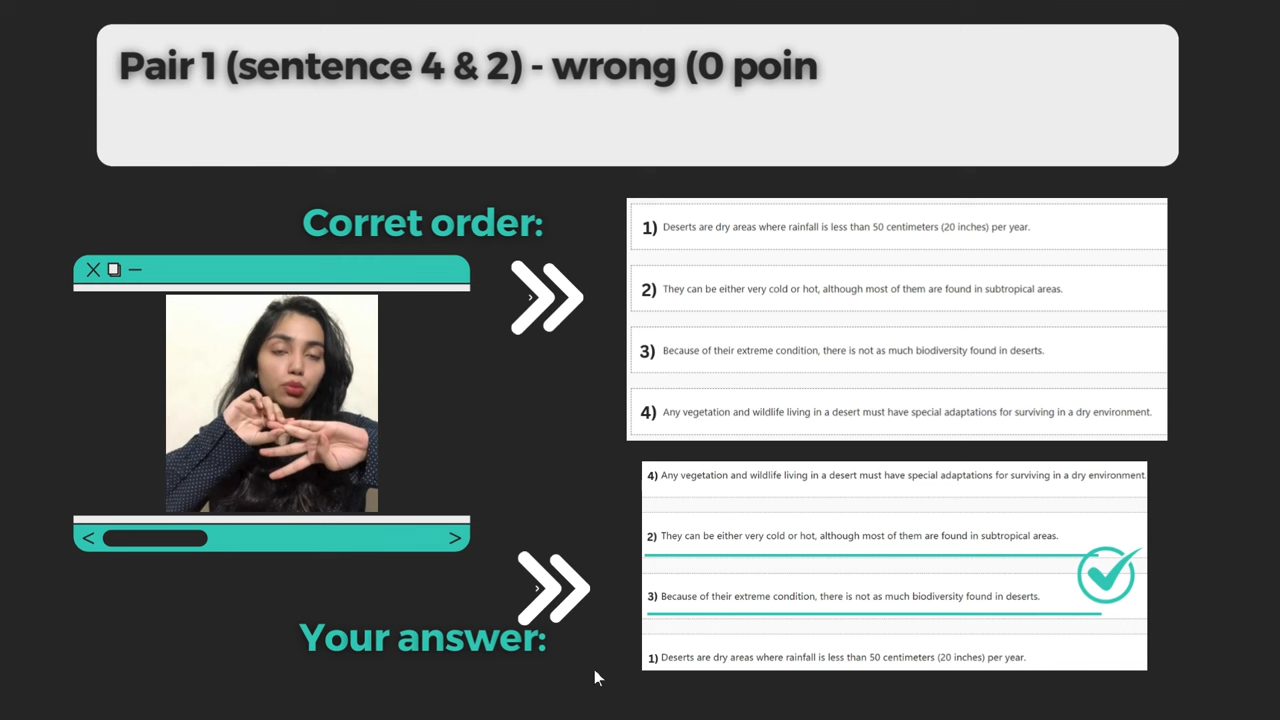 Pair 1 (sentence 4 & 2) - wrong (0 poin
Corret order:
1) Deserts are dry areas where rainfall is less than 50 centimeters (20 inches) per year.
2) They can be either very cold or hot, although most of them are found in subtropical areas.
3) Because of their extreme condition, there is not as much biodiversity found in deserts.
4) Any vegetation and wildlife living in a desert must have special adaptations for surviving in a dry environment.
Your answer:
4) Any vegetation and wildlife living in a desert must have special adaptations for surviving in a dry environment.
2) They can be either very cold or hot, although most of them are found in subtropical areas.
3) Because of their extreme condition, there is not as much biodiversity found in deserts.
1) Deserts are dry areas where rainfall is less than 50 centimeters (20 inches) per year.